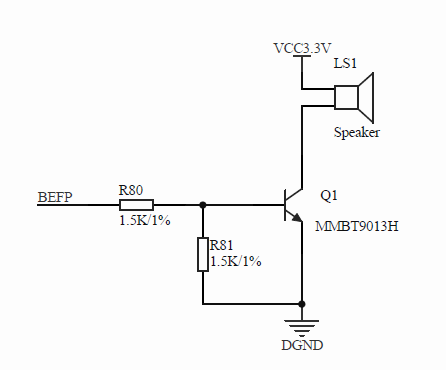 VCC3.3V
LS1
Speaker
BEFP
R80
1.5K/1%
Q1
MMBT9013H
R81
1.5K/1%
DGND